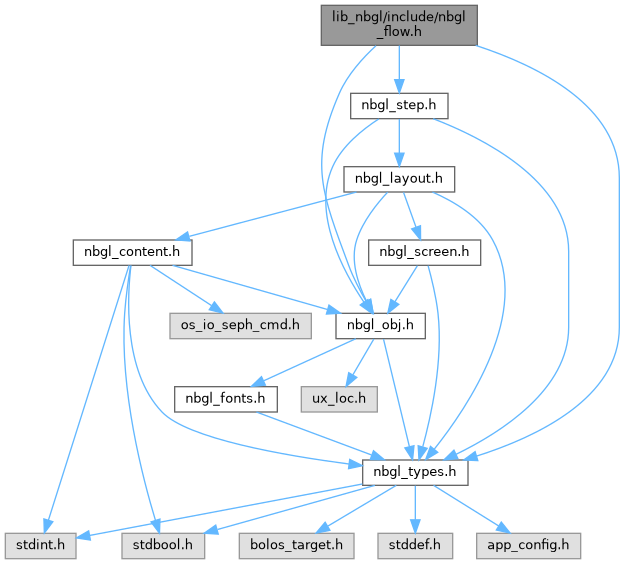 lib_nbgl/include/nbgl
_flow.h
nbgl_step.h
nbgl_layout.h
nbgl_content.h
nbgl_screen.h
os_io_seph_cmd.h
nbgl_obj.h
nbgl_fonts.h
ux_loc.h
nbgl_types.h
stdint.h
stdbool.h
bolos_target.h
stddef.h
app_config.h